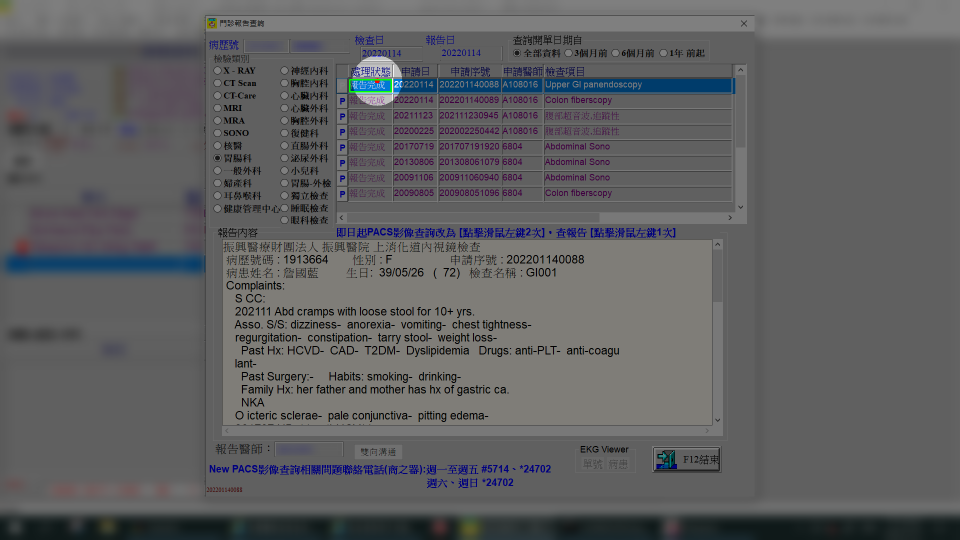 門診報告查詢
病歷號 檢查日 報告日 查詢開單日期自
20220114 20220114 全部資料 3個月前 6個月前 1年 前起
檢驗類別
X - RAY 神經內科
CT Scan 胸腔內科
CT-Care 心臟內科
MRI 心臟外科
MRA 胸腔外科
SONO 復健科
核醫 直腸外科
胃腸科 泌尿外科
一般外科 小兒科
婦產科 胃腸-外檢
耳鼻喉科 獨立檢查
健康管理中心 睡眠檢查
眼科檢查
處理狀態 申請日 申請序號 申請醫師 檢查項目
報告完成 20220114 202201140088 A108016 Upper GI panendoscopy
P 報告完成 20220114 202201140089 A108016 Colon fiberscopy
P 報告完成 20211123 202111230945 A108016 腹部超音波,追蹤性
P 報告完成 20200225 202002250442 A108016 腹部超音波,追蹤性
P 報告完成 20170719 201707191920 6804 Abdominal Sono
P 報告完成 20130806 201308061079 6804 Abdominal Sono
P 報告完成 20091106 200911060940 6804 Abdominal Sono
P 報告完成 20090805 200908051096 6804 Colon fiberscopy
報告內容 即日起PACS影像查詢改為 [點擊滑鼠左鍵2次]，查報告 [點擊滑鼠左鍵1次]
振興醫療財團法人 振興醫院 上消化道內視鏡檢查
病歷號碼 : 1913664 性別 : F 申請序號 : 202201140088
病患姓名 : 詹國藍 生日: 39/05/26 ( 72) 檢查名稱 : GI001
Complaints:
S CC:
202111 Abd cramps with loose stool for 10+ yrs.
Asso. S/S: dizziness- anorexia- vomiting- chest tightness-
regurgitation- constipation- tarry stool- weight loss-
Past Hx: HCVD- CAD- T2DM- Dyslipidemia Drugs: anti-PLT- anti-coagu
lant-
Past Surgery:- Habits: smoking- drinking-
Family Hx: her father and mother has hx of gastric ca.
NKA
O icteric sclerae- pale conjunctiva- pitting edema-
報告醫師： 雙向溝通 EKG Viewer
單號 病患 F12結束
New PACS影像查詢相關問題聯絡電話(商之器):週一至週五 #5714、*24702
週六、週日 *24702
202201140088